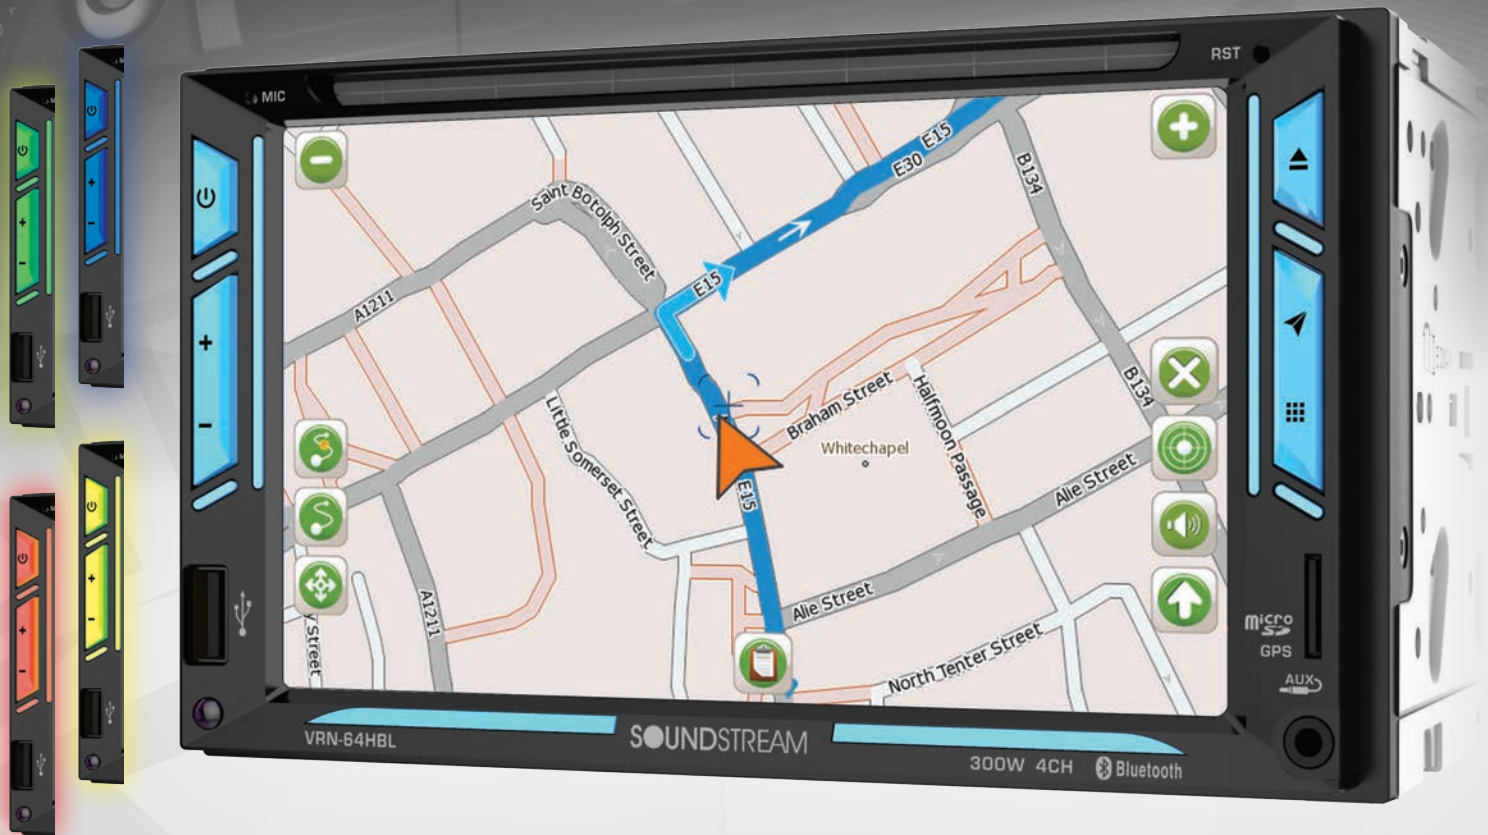 MIC
RST
E15
E30
B134
Saint Botolph Street
E15
A1211
B134
Braham Street
Halfmoon Passage
Whitechapel
Little Somerset Street
E15
Alie Street
A1211
Alie Street
y Street
North Tenter Street
micro
SD
GPS
AUX
VRN-64HBL
SOUNDSTREAM
300W 4CH Bluetooth